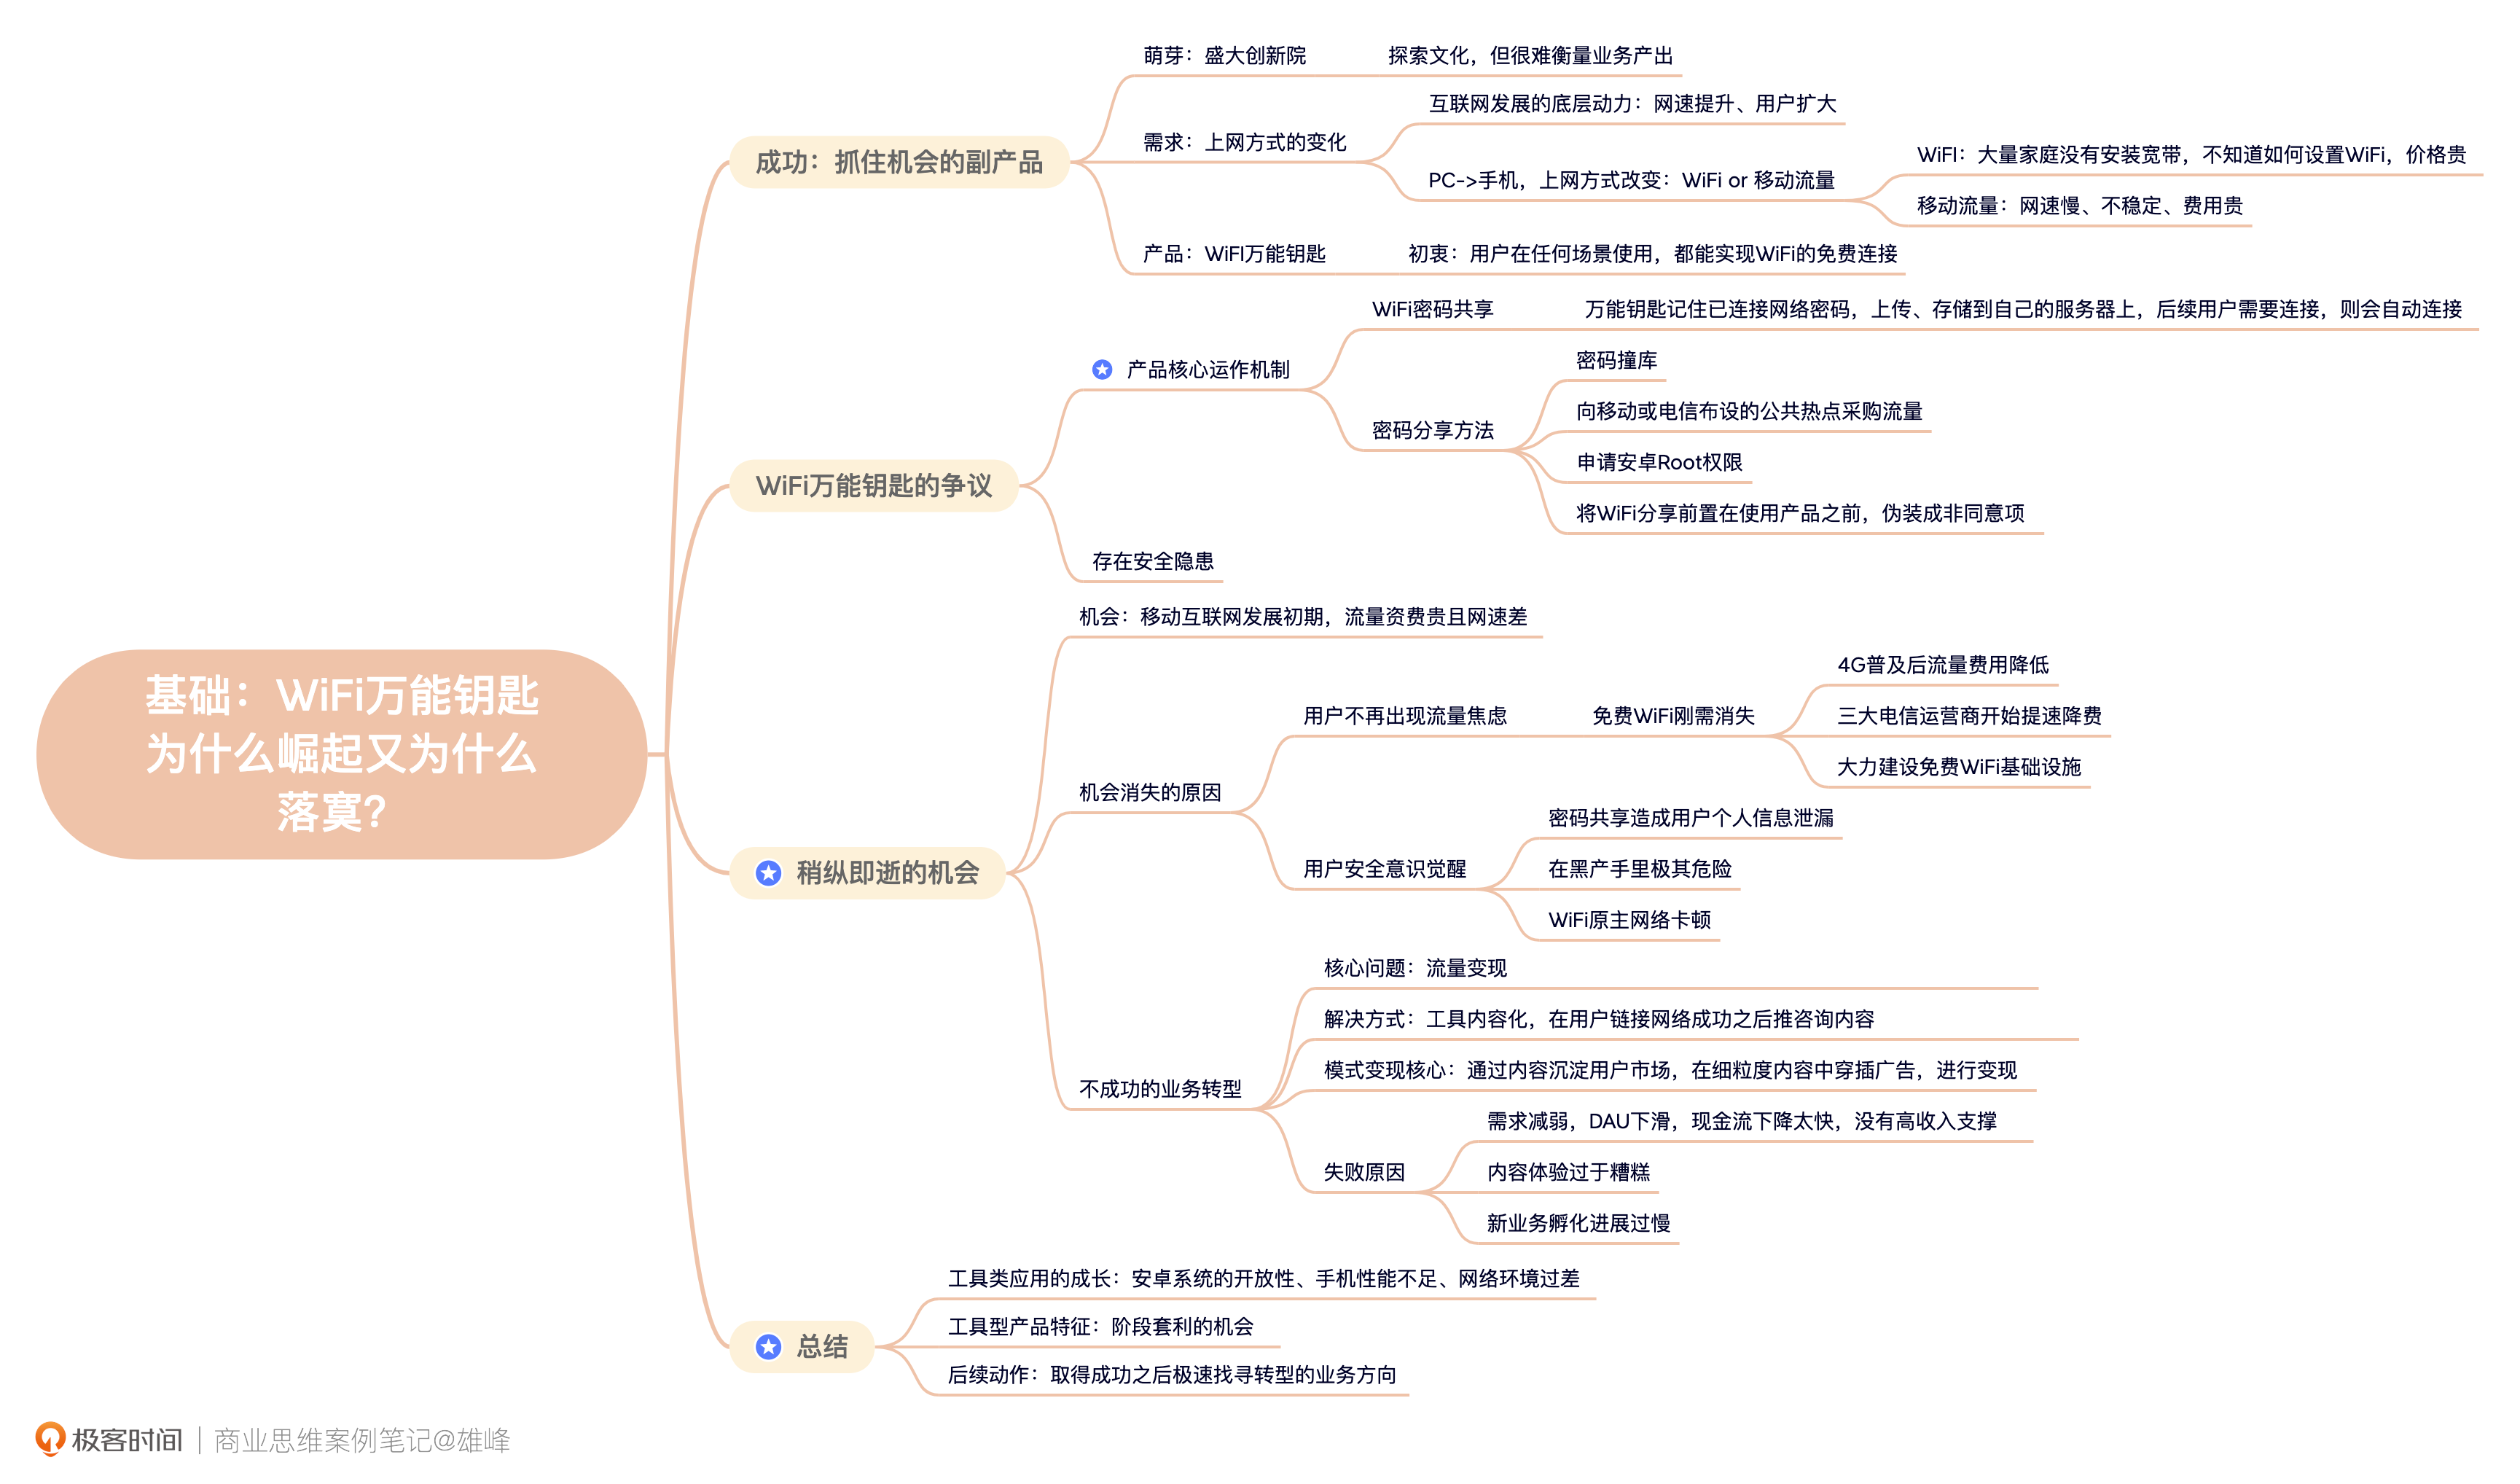 基础：WiFi万能钥匙
为什么崛起又为什么
落寞？
成功：抓住机会的副产品
萌芽：盛大创新院
探索文化，但很难衡量业务产出
需求：上网方式的变化
互联网发展的底层动力：网速提升、用户扩大
PC->手机，上网方式改变：WiFi or 移动流量
WiFI：大量家庭没有安装宽带，不知道如何设置WiFi，价格贵
移动流量：网速慢、不稳定、费用贵
产品：WiFI万能钥匙
初衷：用户在任何场景使用，都能实现WiFi的免费连接
WiFi万能钥匙的争议
产品核心运作机制
WiFi密码共享
万能钥匙记住已连接网络密码，上传、存储到自己的服务器上，后续用户需要连接，则会自动连接
密码分享方法
密码撞库
向移动或电信布设的公共热点采购流量
申请安卓Root权限
将WiFi分享前置在使用产品之前，伪装成非同意项
存在安全隐患
稍纵即逝的机会
机会：移动互联网发展初期，流量资费贵且网速差
机会消失的原因
用户不再出现流量焦虑
免费WiFi刚需消失
4G普及后流量费用降低
三大电信运营商开始提速降费
大力建设免费WiFi基础设施
用户安全意识觉醒
密码共享造成用户个人信息泄漏
在黑产手里极其危险
WiFi原主网络卡顿
不成功的业务转型
核心问题：流量变现
解决方式：工具内容化，在用户链接网络成功之后推咨询内容
模式变现核心：通过内容沉淀用户市场，在细粒度内容中穿插广告，进行变现
失败原因
需求减弱，DAU下滑，现金流下降太快，没有高收入支撑
内容体验过于糟糕
新业务孵化进展过慢
总结
工具类应用的成长：安卓系统的开放性、手机性能不足、网络环境过差
工具型产品特征：阶段套利的机会
后续动作：取得成功之后极速找寻转型的业务方向
极客时间｜商业思维案例笔记@雄峰